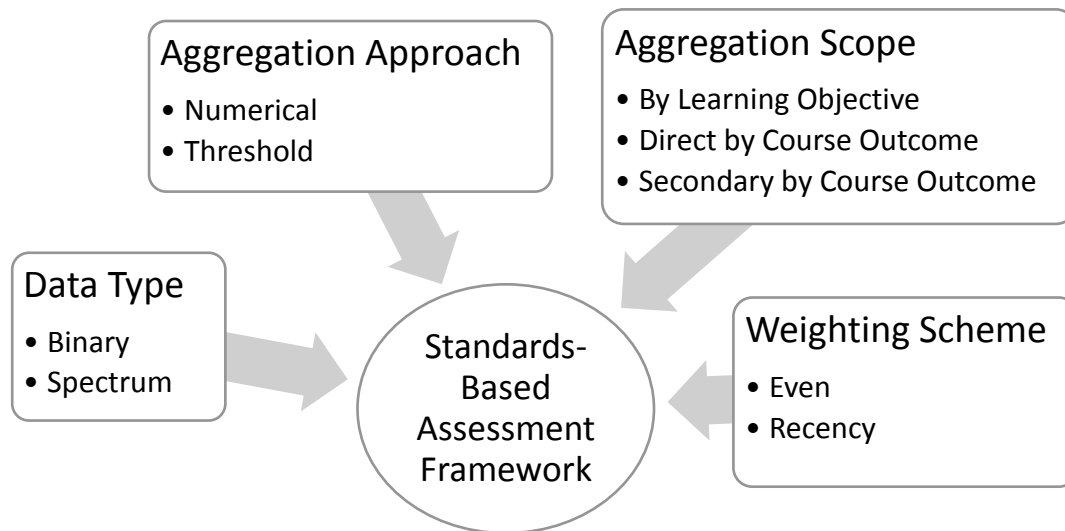 Aggregation Approach
• Numerical
• Threshold
Aggregation Scope
• By Learning Objective
• Direct by Course Outcome
• Secondary by Course Outcome
Data Type
• Binary
• Spectrum
Standards-
Based
Assessment
Framework
Weighting Scheme
• Even
• Recency